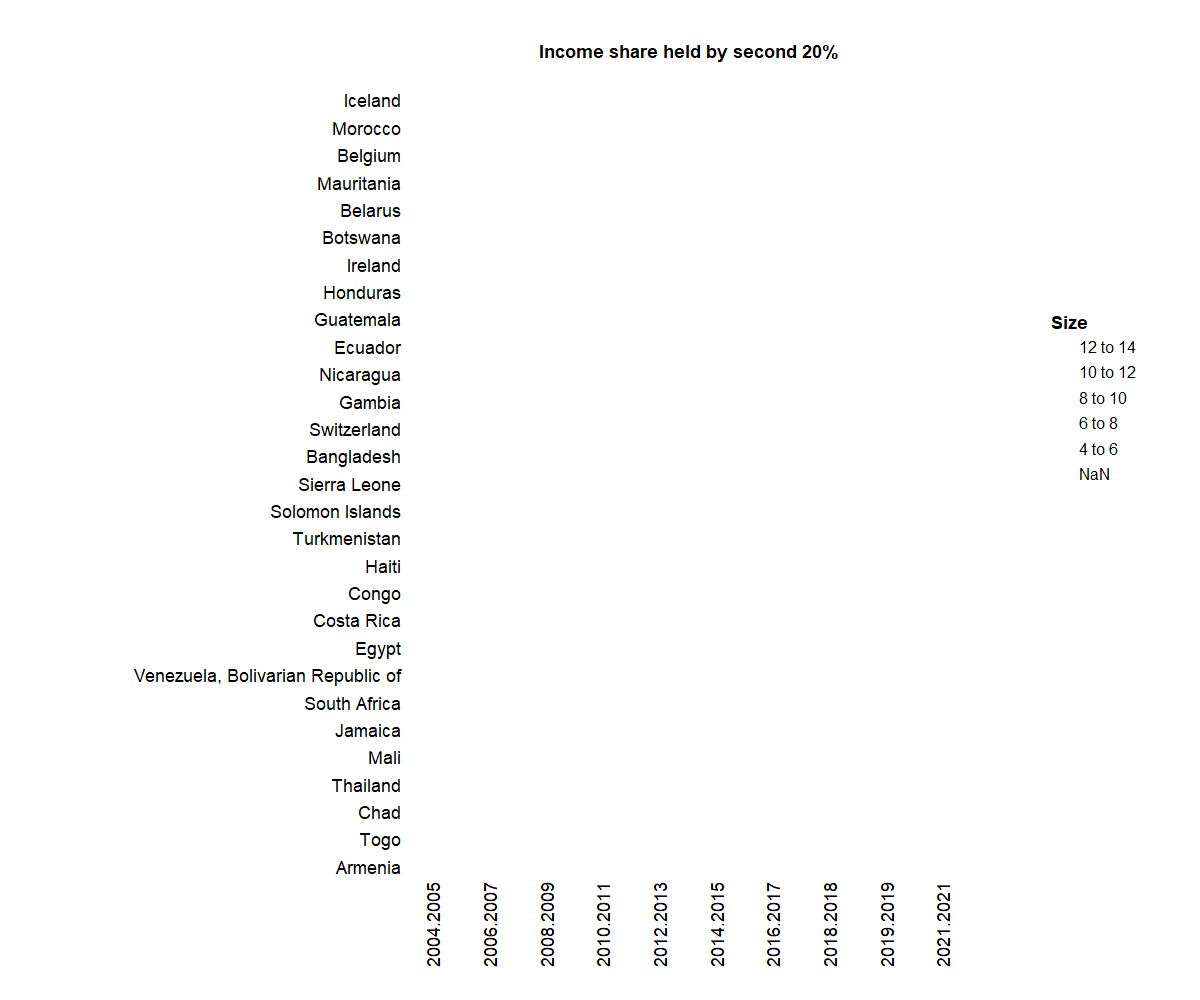 Income share held by second 20%
Iceland
Morocco
Belgium
Mauritania
Belarus
Botswana
Ireland
Honduras
Guatemala
Ecuador
Nicaragua
Gambia
Switzerland
Bangladesh
Sierra Leone
Solomon Islands
Turkmenistan
Haiti
Congo
Costa Rica
Egypt
Venezuela, Bolivarian Republic of
South Africa
Jamaica
Mali
Thailand
Chad
Togo
Armenia
2004.2005
2006.2007
2008.2009
2010.2011
2012.2013
2014.2015
2016.2017
2018.2018
2019.2019
2021.2021
Size
12 to 14
10 to 12
8 to 10
6 to 8
4 to 6
NaN